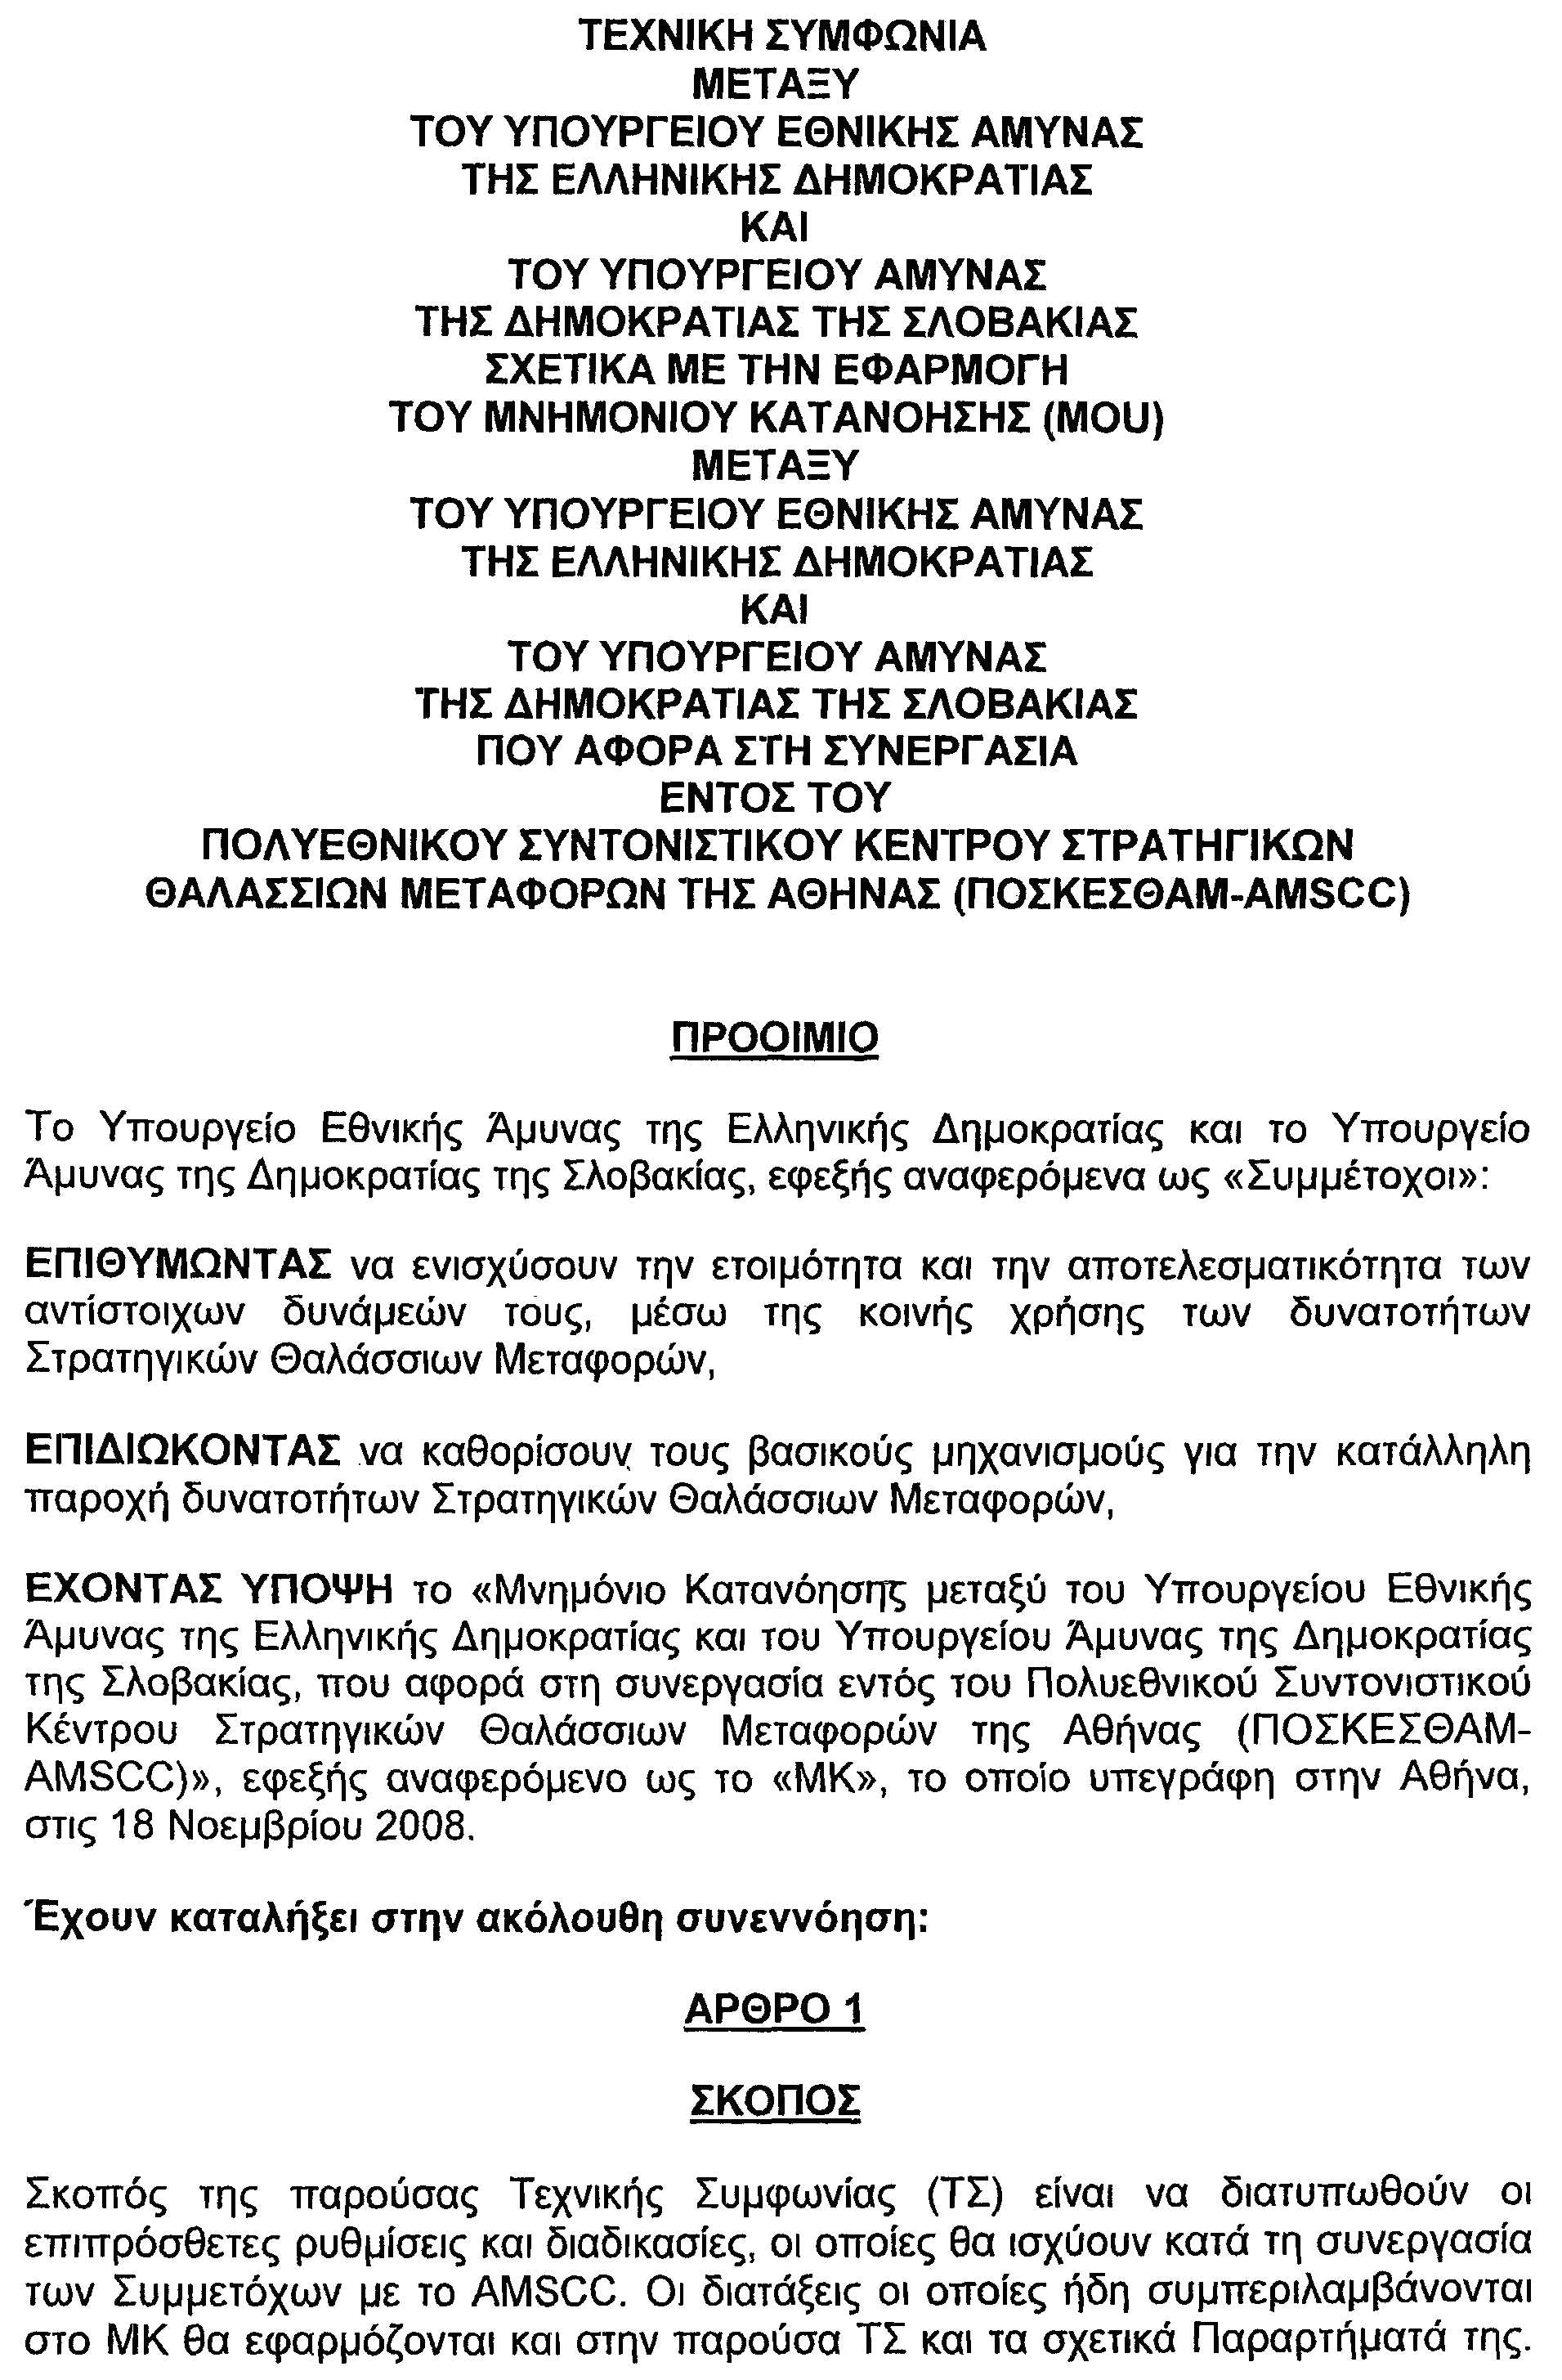 ΤΕΧΝΙΚΗ ΣΥΜΦΩΝΙΑ
ΜΕΤΑΞΥ
ΤΟΥ ΥΠΟΥΡΓΕΙΟΥ ΕΘΝΙΚΗΣ ΑΜΥΝΑΣ
ΤΗΣ ΕΛΛΗΝΙΚΗΣ ΔΗΜΟΚΡΑΤΙΑΣ
ΚΑΙ
ΤΟΥ ΥΠΟΥΡΓΕΙΟΥ ΑΜΥΝΑΣ
ΤΗΣ ΔΗΜΟΚΡΑΤΙΑΣ ΤΗΣ ΣΛΟΒΑΚΙΑΣ
ΣΧΕΤΙΚΑ ΜΕ ΤΗΝ ΕΦΑΡΜΟΓΗ
ΤΟΥ ΜΝΗΜΟΝΙΟΥ ΚΑΤΑΝΟΗΣΗΣ (MOU)
ΜΕΤΑΞΥ
ΤΟΥ ΥΠΟΥΡΓΕΙΟΥ ΕΘΝΙΚΗΣ ΑΜΥΝΑΣ
ΤΗΣ ΕΛΛΗΝΙΚΗΣ ΔΗΜΟΚΡΑΤΙΑΣ
ΚΑΙ
ΤΟΥ ΥΠΟΥΡΓΕΙΟΥ ΑΜΥΝΑΣ
ΤΗΣ ΔΗΜΟΚΡΑΤΙΑΣ ΤΗΣ ΣΛΟΒΑΚΙΑΣ
ΠΟΥ ΑΦΟΡΑ ΣΤΗ ΣΥΝΕΡΓΑΣΙΑ
ΕΝΤΟΣ ΤΟΥ
ΠΟΛΥΕΘΝΙΚΟΥ ΣΥΝΤΟΝΙΣΤΙΚΟΥ ΚΕΝΤΡΟΥ ΣΤΡΑΤΗΓΙΚΩΝ
ΘΑΛΑΣΣΙΩΝ ΜΕΤΑΦΟΡΩΝ ΤΗΣ ΑΘΗΝΑΣ (ΠΟΣΚΕΣΘΑΜ-AMSCC)
ΠΡΟΟΙΜΙΟ
Το Υπουργείο Εθνικής Άμυνας της Ελληνικής Δημοκρατίας και το Υπουργείο
Άμυνας της Δημοκρατίας της Σλοβακίας, εφεξής αναφερόμενα ως «Συμμέτοχοι»:
ΕΠΙΘΥΜΩΝΤΑΣ να ενισχύσουν την ετοιμότητα και την αποτελεσματικότητα των
αντίστοιχων δυνάμεών τους, μέσω της κοινής χρήσης των δυνατοτήτων
Στρατηγικών Θαλάσσιων Μεταφορών,
ΕΠΙΔΙΩΚΟΝΤΑΣ να καθορίσουν τους βασικούς μηχανισμούς για την κατάλληλη
παροχή δυνατοτήτων Στρατηγικών Θαλάσσιων Μεταφορών,
ΕΧΟΝΤΑΣ ΥΠΟΨΗ το «Μνημόνιο Κατανόησης μεταξύ του Υπουργείου Εθνικής
Άμυνας της Ελληνικής Δημοκρατίας και του Υπουργείου Άμυνας της Δημοκρατίας
της Σλοβακίας, που αφορά στη συνεργασία εντός του Πολυεθνικού Συντονιστικού
Κέντρου Στρατηγικών Θαλάσσιων Μεταφορών της Αθήνας (ΠΟΣΚΕΣΘΑΜ-
AMSCC)», εφεξής αναφερόμενο ως το «ΜΚ», το οποίο υπεγράφη στην Αθήνα,
στις 18 Νοεμβρίου 2008.
Έχουν καταλήξει στην ακόλουθη συνεννόηση:
ΑΡΘΡΟ 1
ΣΚΟΠΟΣ
Σκοπός της παρούσας Τεχνικής Συμφωνίας (ΤΣ) είναι να διατυπωθούν οι
επιπρόσθετες ρυθμίσεις και διαδικασίες, οι οποίες θα ισχύουν κατά τη συνεργασία
των Συμμετόχων με το AMSCC. Οι διατάξεις οι οποίες ήδη συμπεριλαμβάνονται
στο ΜΚ θα εφαρμόζονται και στην παρούσα ΤΣ και τα σχετικά Παραρτήματά της.